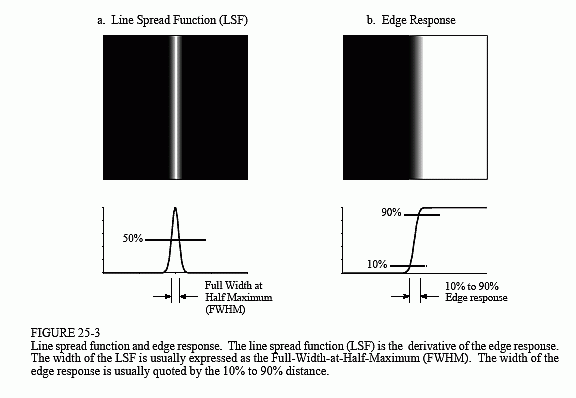 a. Line Spread Function (LSF)
b. Edge Response
50%
Full Width at
Half Maximum
(FWHM)
90%
10%
10% to 90%
Edge response
FIGURE 25-3
Line spread function and edge response. The line spread function (LSF) is the derivative of the edge response.
The width of the LSF is usually expressed as the Full-Width-at-Half-Maximum (FWHM). The width of the
edge response is usually quoted by the 10% to 90% distance.